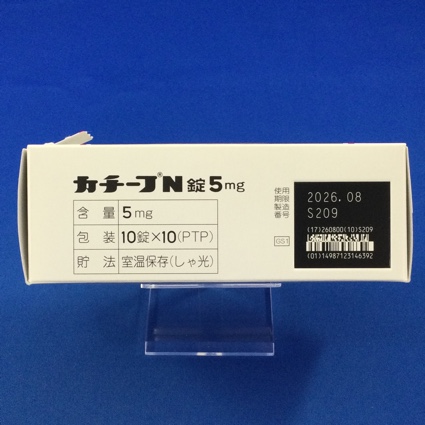 カチーフN錠5mg
含量 5mg
包装 10錠×10(PTP)
貯法 室温保存(しゃ光)
使用
期限
製造
番号
2026.08
S209
GS1
(17)260800(10)S209
(01)14987123146392